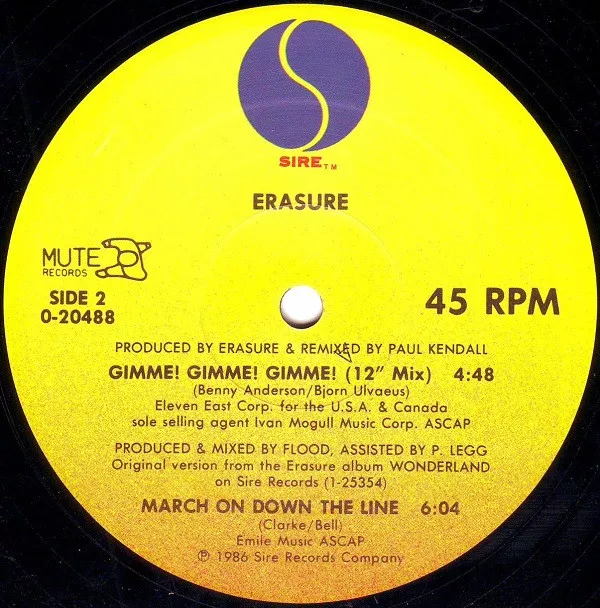 SIRE™
ERASURE
MUTE
RECORDS
SIDE 2
0-20488
45 RPM
PRODUCED BY ERASURE & REMIXED BY PAUL KENDALL
GIMME! GIMME! GIMME! (12" Mix) 4:48
(Benny Anderson/Bjorn Ulvaeus)
Eleven East Corp. for the U.S.A. & Canada
sole selling agent Ivan Mogull Music Corp. ASCAP
PRODUCED & MIXED BY FLOOD, ASSISTED BY P. LEGG
Original version from the Erasure album WONDERLAND
on Sire Records (1-25354)
MARCH ON DOWN THE LINE 6:04
(Clarke/Bell)
Emile Music ASCAP
℗ 1986 Sire Records Company